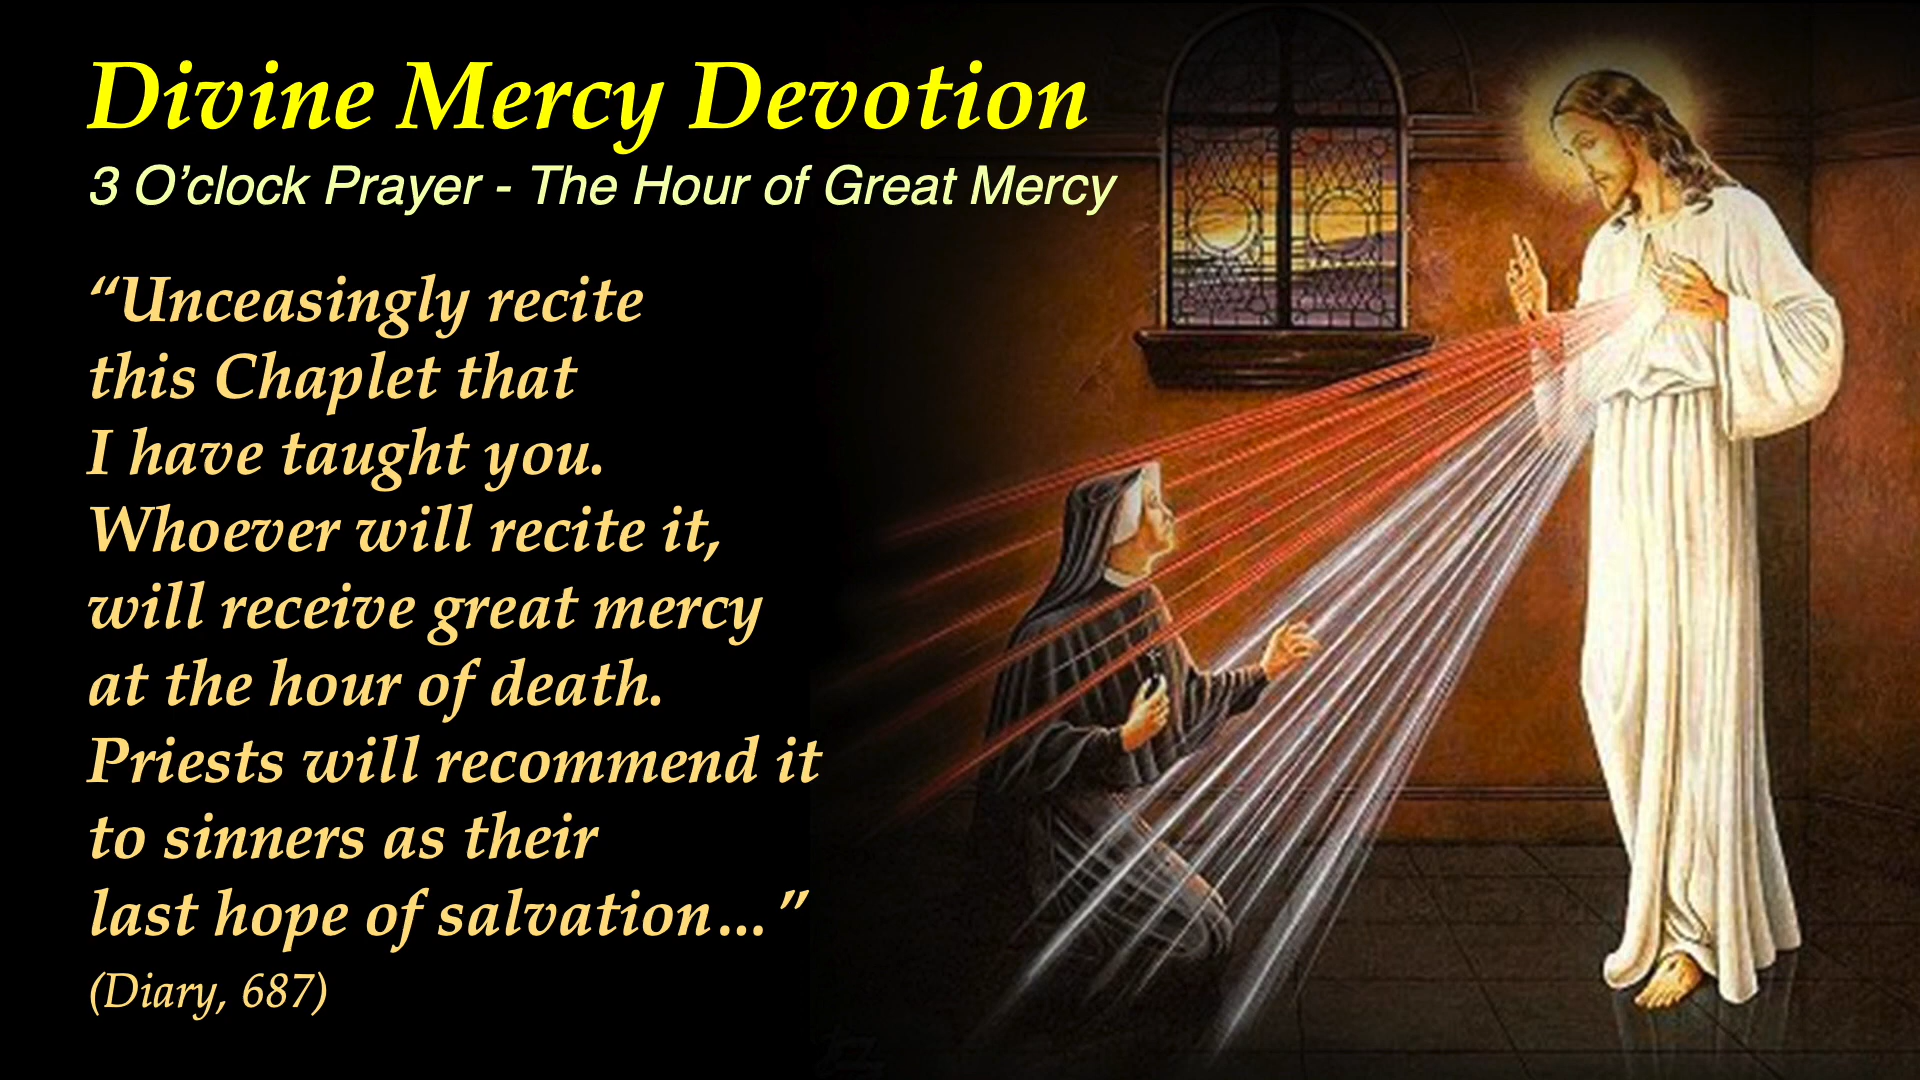 Divine Mercy Devotion
3 O’clock Prayer - The Hour of Great Mercy
“Unceasingly recite
this Chaplet that
I have taught you.
Whoever will recite it,
will receive great mercy
at the hour of death.
Priests will recommend it
to sinners as their
last hope of salvation…”
(Diary, 687)